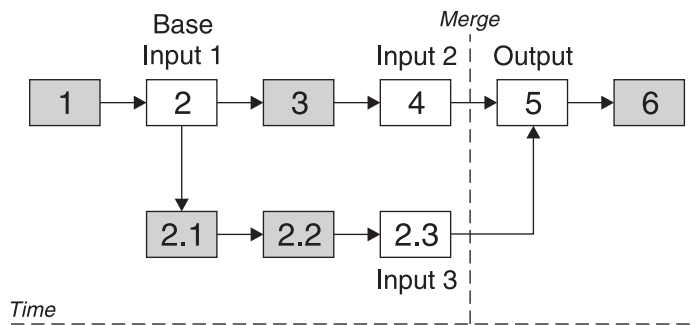 Merge
Base
Input 1
Input 2
Output
1
2
3
4
5
6
2.1
2.2
2.3
Input 3
Time